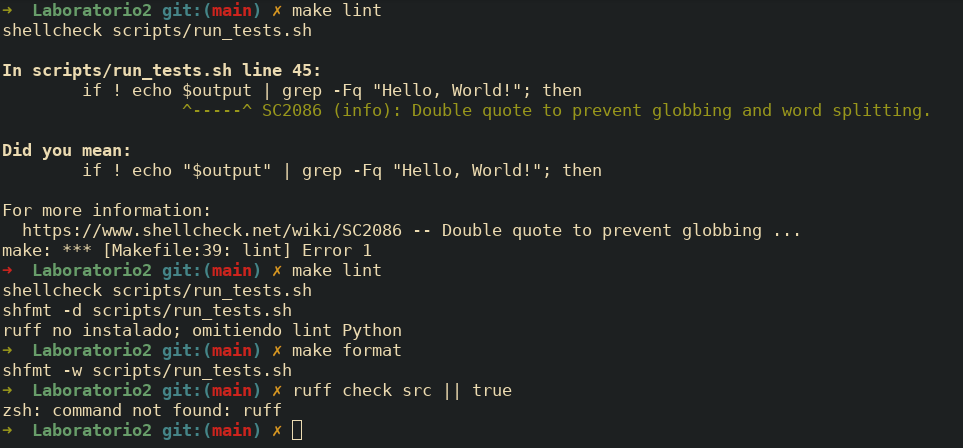 ➜  Laboratorio2 git:(main) ✗ make lint
shellcheck scripts/run_tests.sh

In scripts/run_tests.sh line 45:
        if ! echo $output | grep -Fq "Hello, World!"; then
                  ^-----^ SC2086 (info): Double quote to prevent globbing and word splitting.

Did you mean:
        if ! echo "$output" | grep -Fq "Hello, World!"; then

For more information:
  https://www.shellcheck.net/wiki/SC2086 -- Double quote to prevent globbing ...
make: *** [Makefile:39: lint] Error 1
➜  Laboratorio2 git:(main) ✗ make lint
shellcheck scripts/run_tests.sh
shfmt -d scripts/run_tests.sh
ruff no instalado; omitiendo lint Python
➜  Laboratorio2 git:(main) ✗ make format
shfmt -w scripts/run_tests.sh
➜  Laboratorio2 git:(main) ✗ ruff check src || true
zsh: command not found: ruff
➜  Laboratorio2 git:(main) ✗